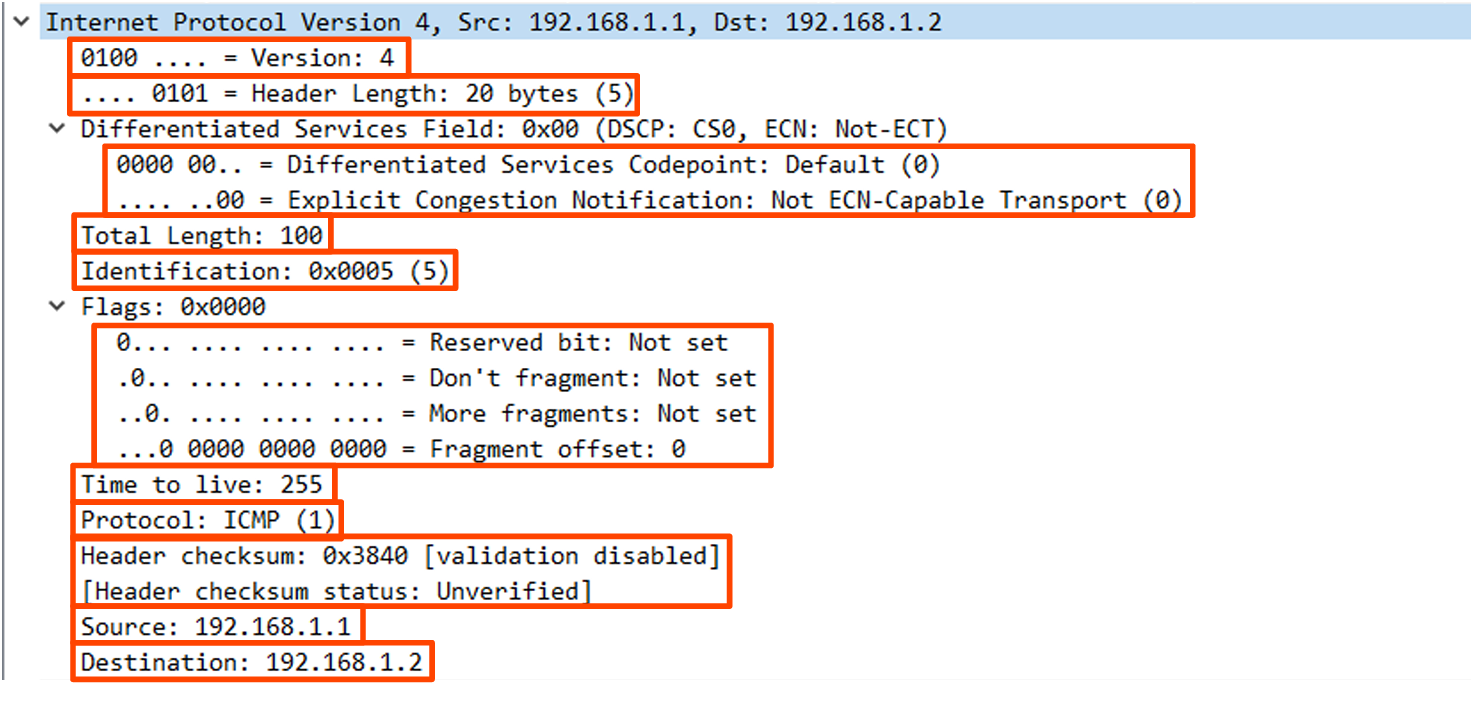 Internet Protocol Version 4, Src: 192.168.1.1, Dst: 192.168.1.2
0100 .... = Version: 4
.... 0101 = Header Length: 20 bytes (5)
Differentiated Services Field: 0x00 (DSCP: CS0, ECN: Not-ECT)
0000 00.. = Differentiated Services Codepoint: Default (0)
.... ..00 = Explicit Congestion Notification: Not ECN-Capable Transport (0)
Total Length: 100
Identification: 0x0005 (5)
Flags: 0x0000
0... .... .... .... = Reserved bit: Not set
.0.. .... .... .... = Don't fragment: Not set
..0. .... .... .... = More fragments: Not set
...0 0000 0000 0000 = Fragment offset: 0
Time to live: 255
Protocol: ICMP (1)
Header checksum: 0x3840 [validation disabled]
[Header checksum status: Unverified]
Source: 192.168.1.1
Destination: 192.168.1.2